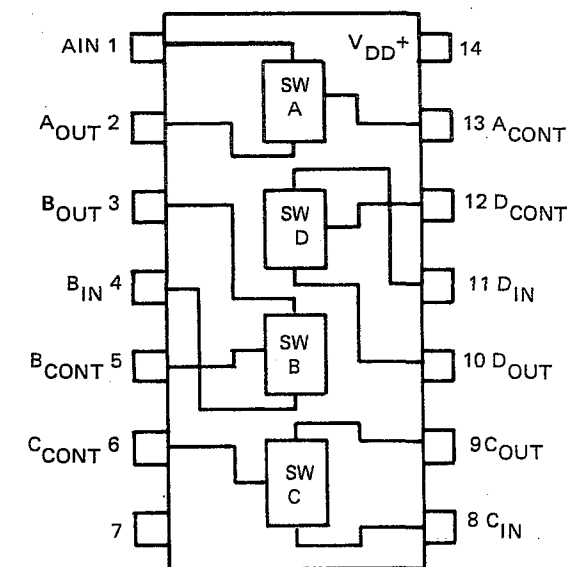 AIN 1
AOUT 2
BOUT 3
BIN 4
BCONT 5
CCONT 6
7
SW A
SW D
SW B
SW C
VDD+
14
13 ACONT
12 DCONT
11 DIN
10 DOUT
9 COUT
8 CIN